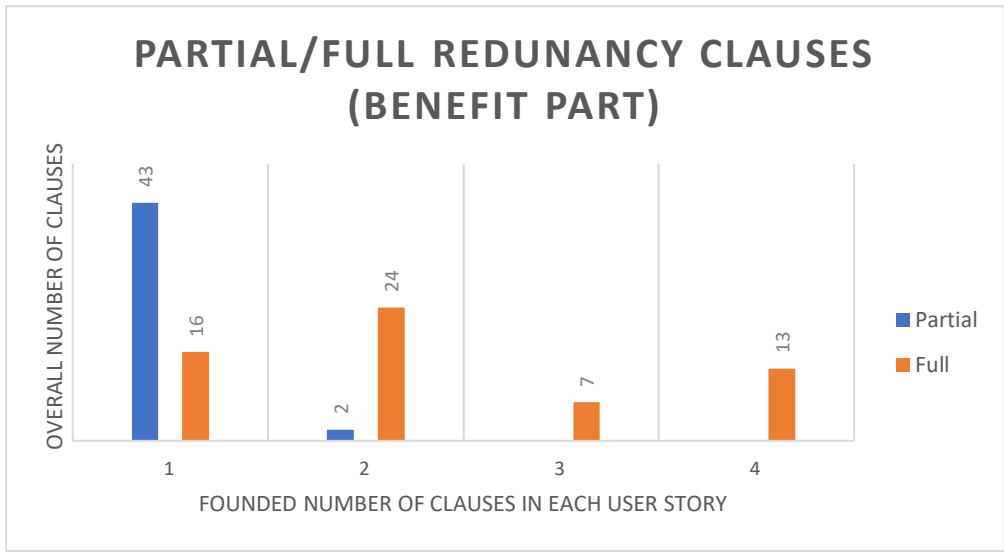 PARTIAL/FULL REDUNANCY CLAUSES
(BENEFIT PART)
OVERALL NUMBER OF CLAUSES
43
16
2
24
7
13
1
2
3
4
FOUNDED NUMBER OF CLAUSES IN EACH USER STORY
Partial
Full